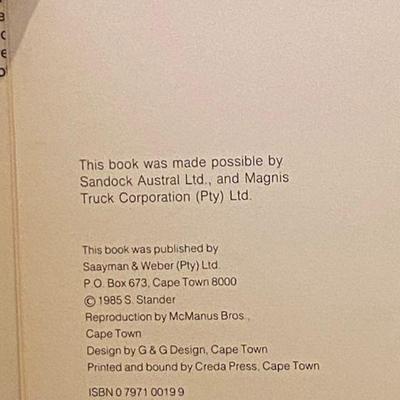 This book was made possible by
Sandock Austral Ltd., and Magnis
Truck Corporation (Pty) Ltd.
This book was published by
Saayman & Weber (Pty) Ltd.
P.O. Box 673, Cape Town 8000
© 1985 S. Stander
Reproduction by McManus Bros.,
Cape Town
Design by G & G Design, Cape Town
Printed and bound by Creda Press, Cape Town
ISBN 0 7971 0019 9